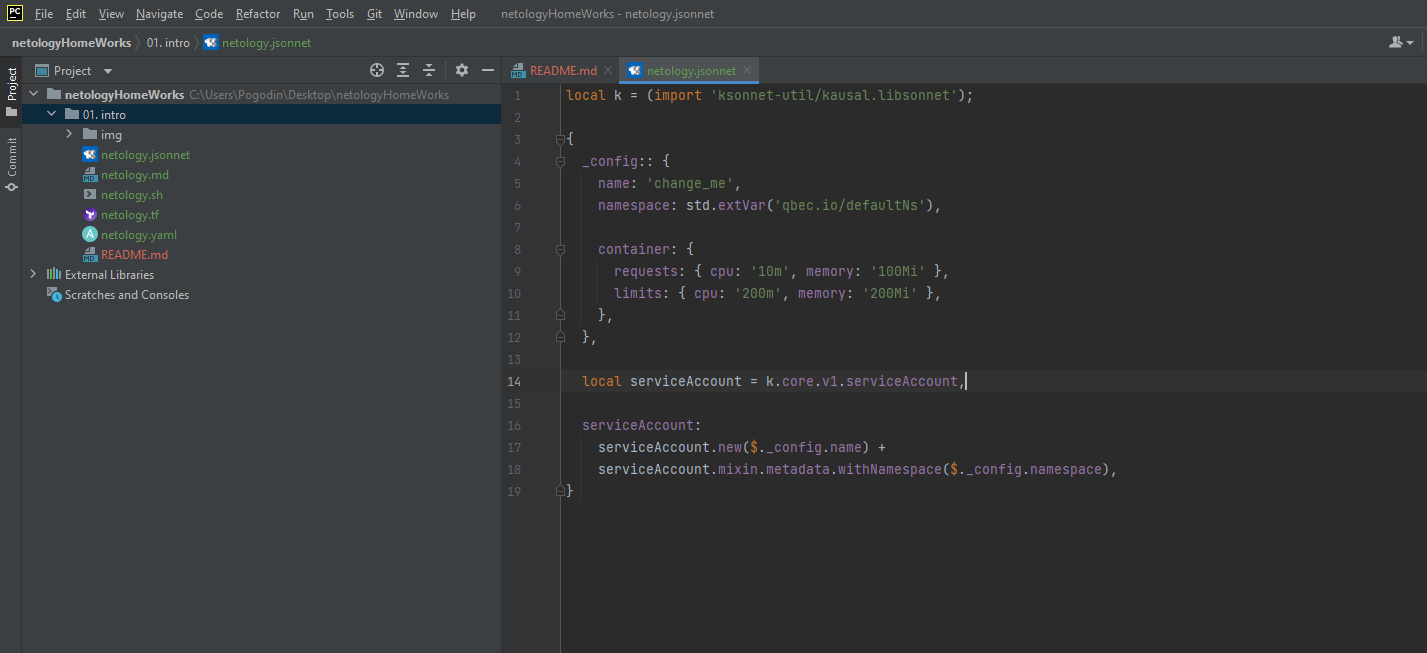 PC File Edit View Navigate Code Refactor Run Tools Git Window Help netologyHomeWorks - netology.jsonnet
netologyHomeWorks 01. intro netology.jsonnet
Project
Commit
Project
netologyHomeWorks C:\Users\Pogodin\Desktop\netologyHomeWorks
01. intro
img
netology.jsonnet
MD netology.md
netology.sh
netology.tf
A netology.yaml
MD README.md
External Libraries
Scratches and Consoles
MD README.md netology.jsonnet
1 local k = (import 'ksonnet-util/kausal.libsonnet');
2
3 {
4 _config:: {
5 name: 'change_me',
6 namespace: std.extVar('qbec.io/defaultNs'),
7
8 container: {
9 requests: { cpu: '10m', memory: '100Mi' },
10 limits: { cpu: '200m', memory: '200Mi' },
11 },
12 },
13
14 local serviceAccount = k.core.v1.serviceAccount,
15
16 serviceAccount:
17 serviceAccount.new($._config.name) +
18 serviceAccount.mixin.metadata.withNamespace($._config.namespace),
19 }